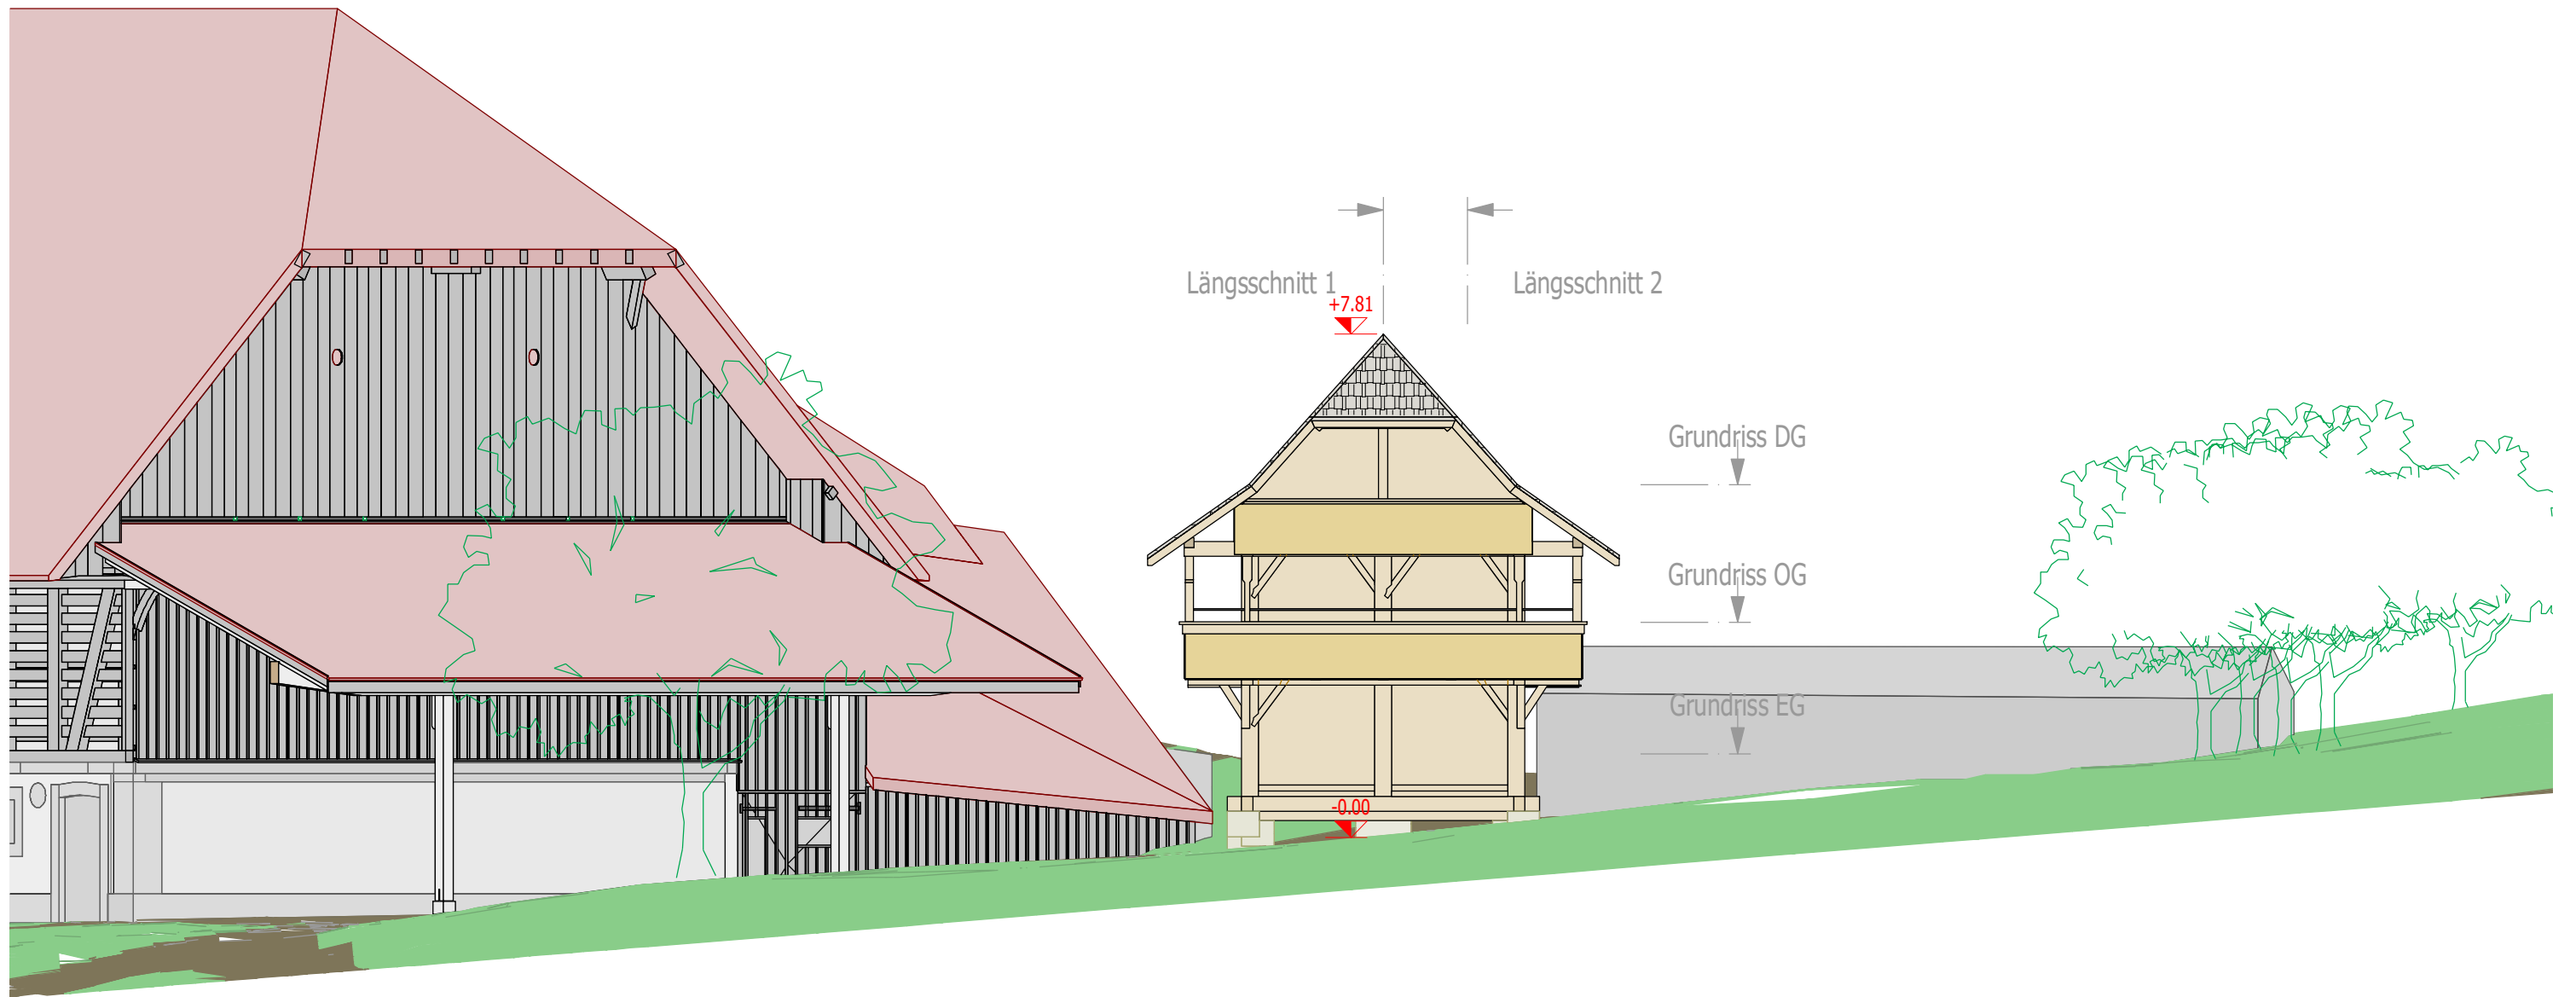 Längsschnitt 1
Längsschnitt 2
+7.81
Grundriss DG
Grundriss OG
Grundriss EG
-0.00